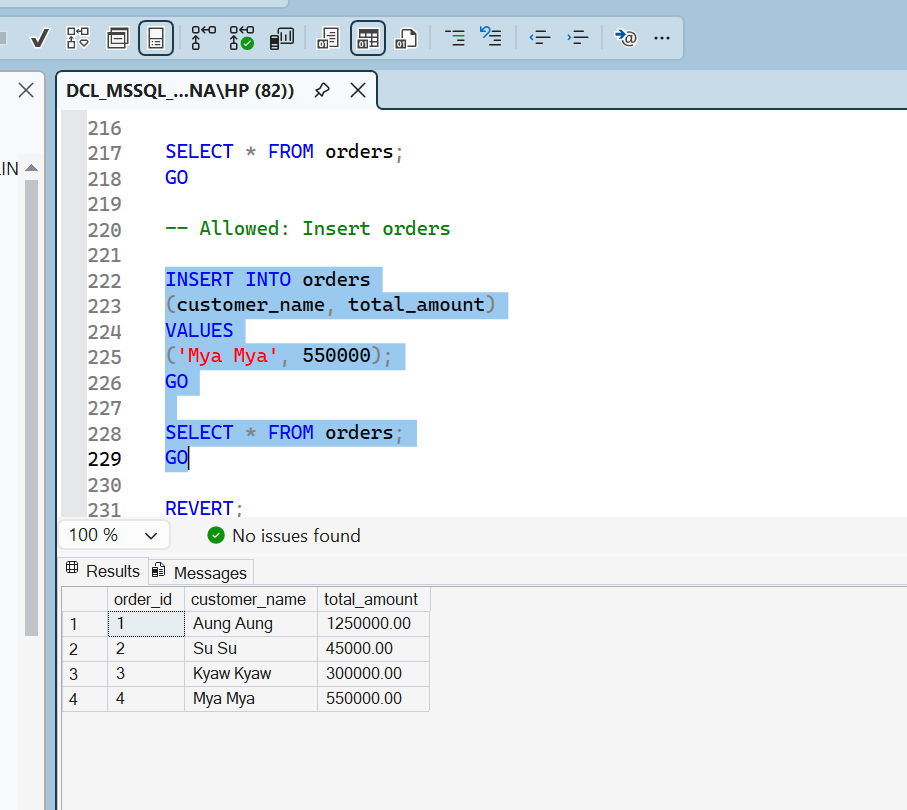 DCL_MSSQL_...NA\HP (82))
IN
216
217 SELECT * FROM orders;
218 GO
219
220 -- Allowed: Insert orders
221
222 INSERT INTO orders
223 (customer_name, total_amount)
224 VALUES
225 ('Mya Mya', 550000);
226 GO
227
228 SELECT * FROM orders;
229 GO
230
231 REVERT;
100 % No issues found
Results Messages
order_id customer_name total_amount
1 1 Aung Aung 1250000.00
2 2 Su Su 45000.00
3 3 Kyaw Kyaw 300000.00
4 4 Mya Mya 550000.00